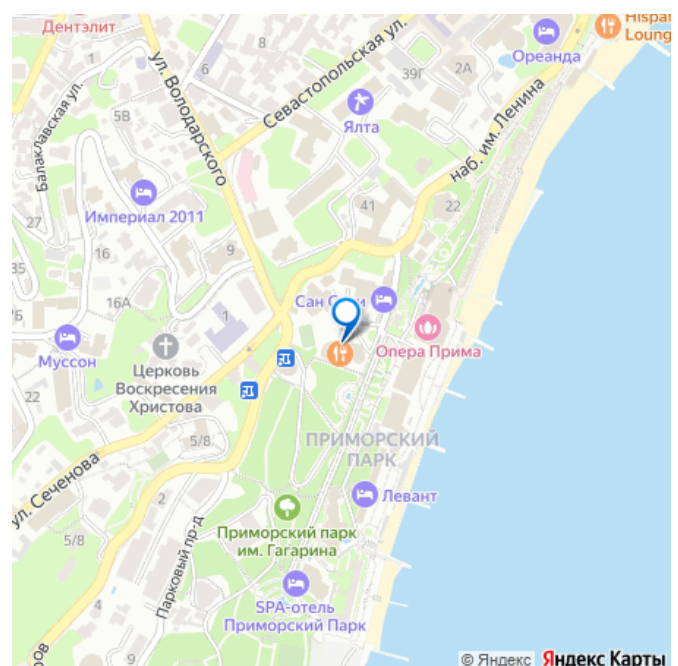 Дентэлит
Hispan
Loung
Ореанда
1
8
6
39Г
2А
ул. Володарского
Севастопольская ул.
Балаклавская ул.
5В
Ялта
наб. им. Ленина
Империал 2011
41
22
27
16
9
35
16А
1
Муссон
Церковь
Воскресения
Христова
Опера Прима
22
5/8
ПРИМОРСКИЙ
ПАРК
ул. Сеченова
2
Левант
5/8
Приморский парк
им. Гагарина
Парковый пр-д
4
SPA-отель
Приморский Парк
9
ров
© Яндекс Яндекс Карты